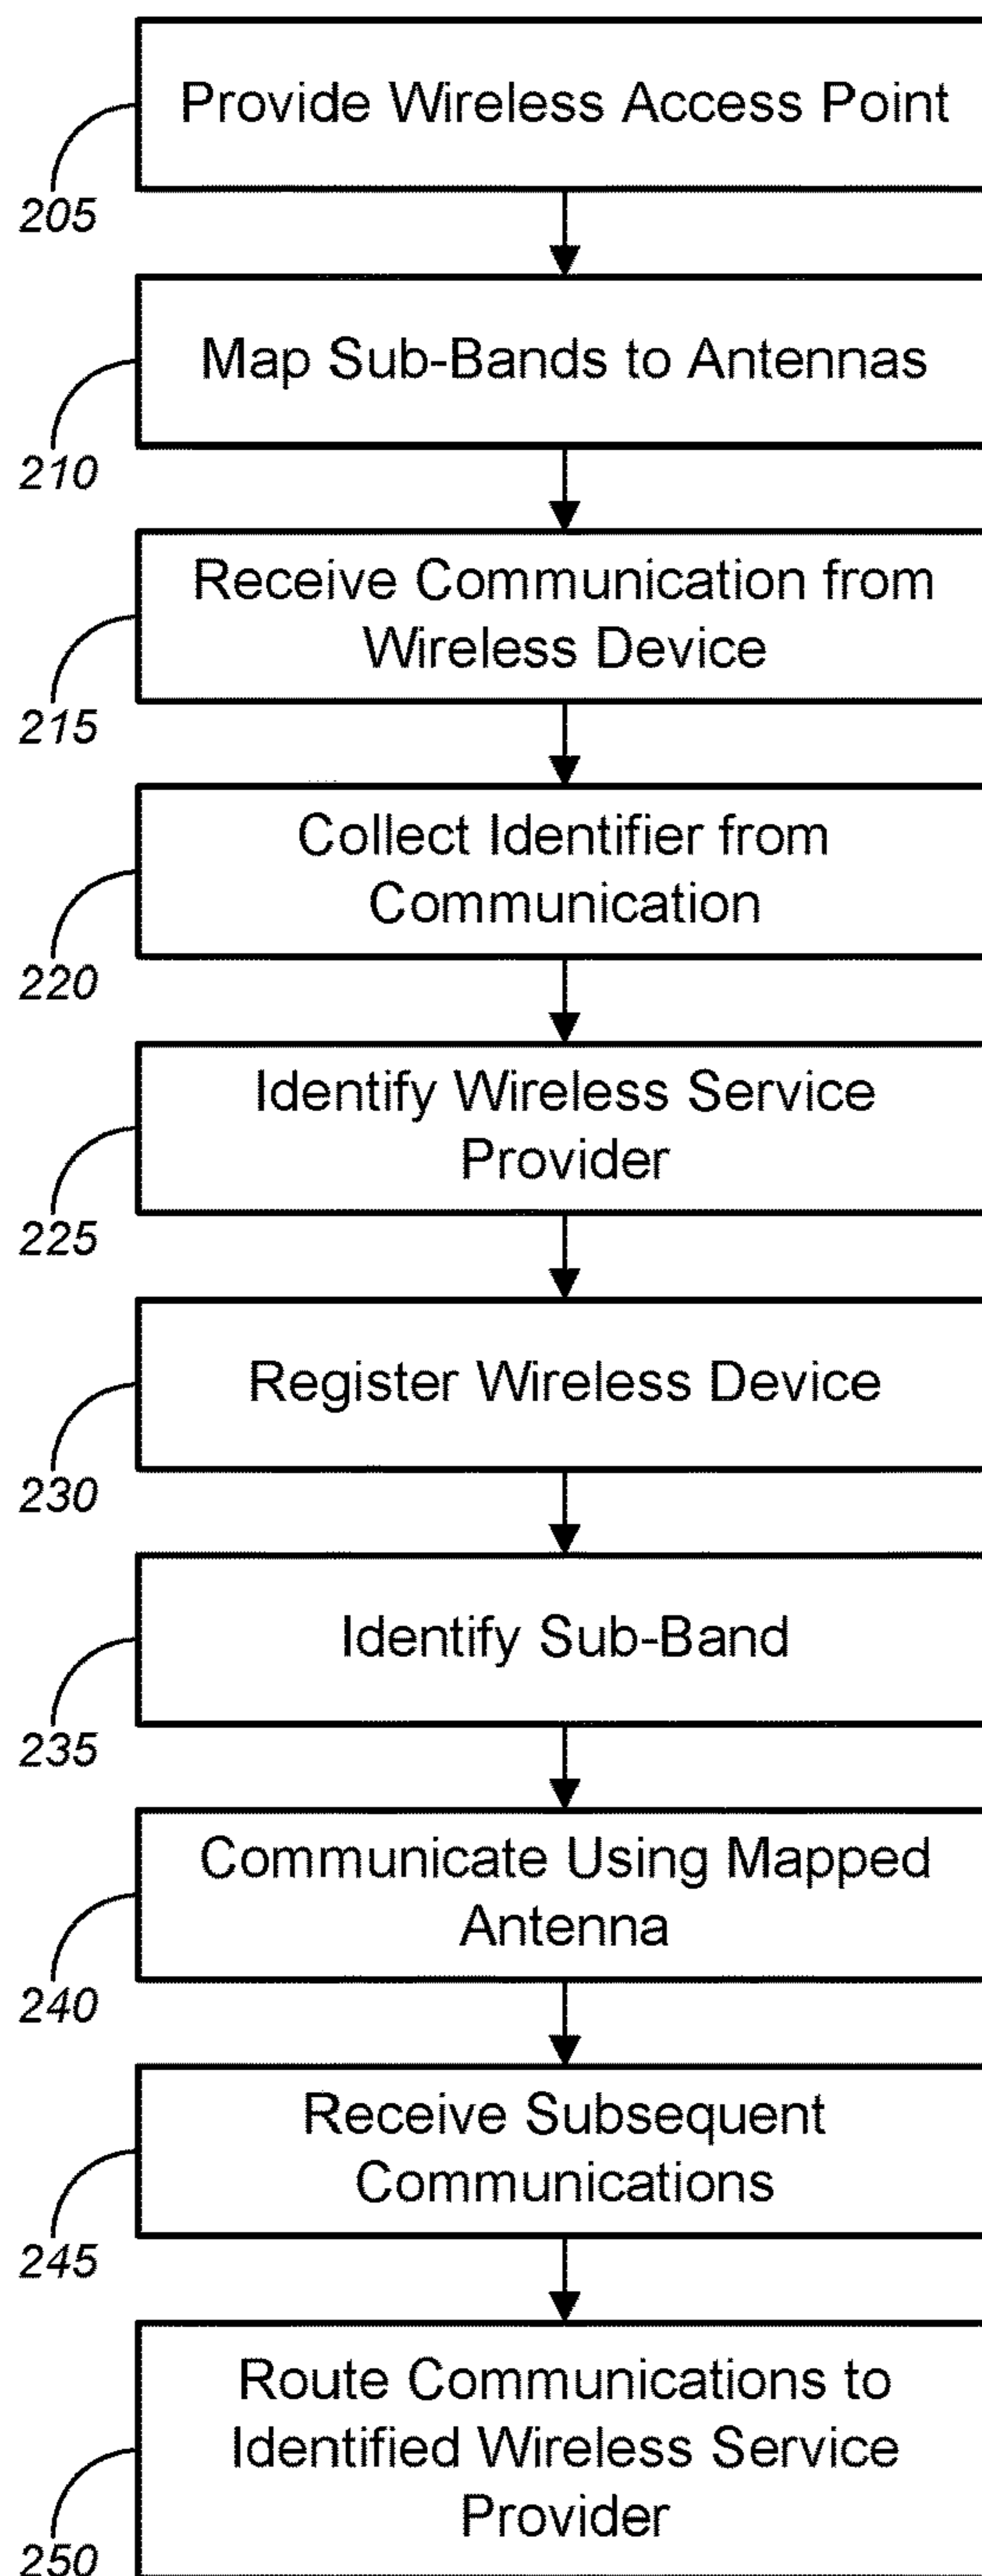 Provide Wireless Access Point
205
Map Sub-Bands to Antennas
210
Receive Communication from
Wireless Device
215
Collect Identifier from
Communication
220
Identify Wireless Service
Provider
225
Register Wireless Device
230
Identify Sub-Band
235
Communicate Using Mapped
Antenna
240
Receive Subsequent
Communications
245
Route Communications to
Identified Wireless Service
Provider
250